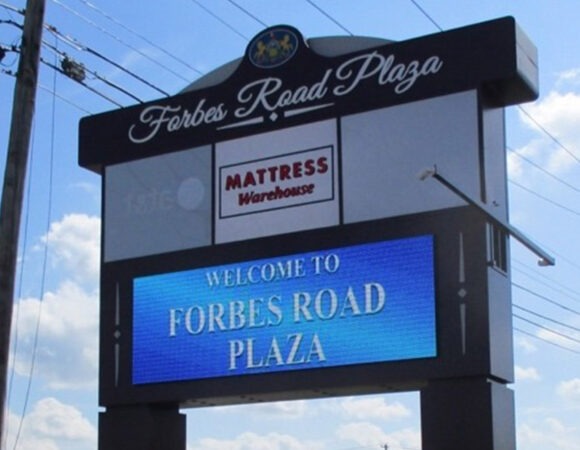 Forbes Road Plaza
MATTRESS
Warehouse
WELCOME TO
FORBES ROAD
PLAZA